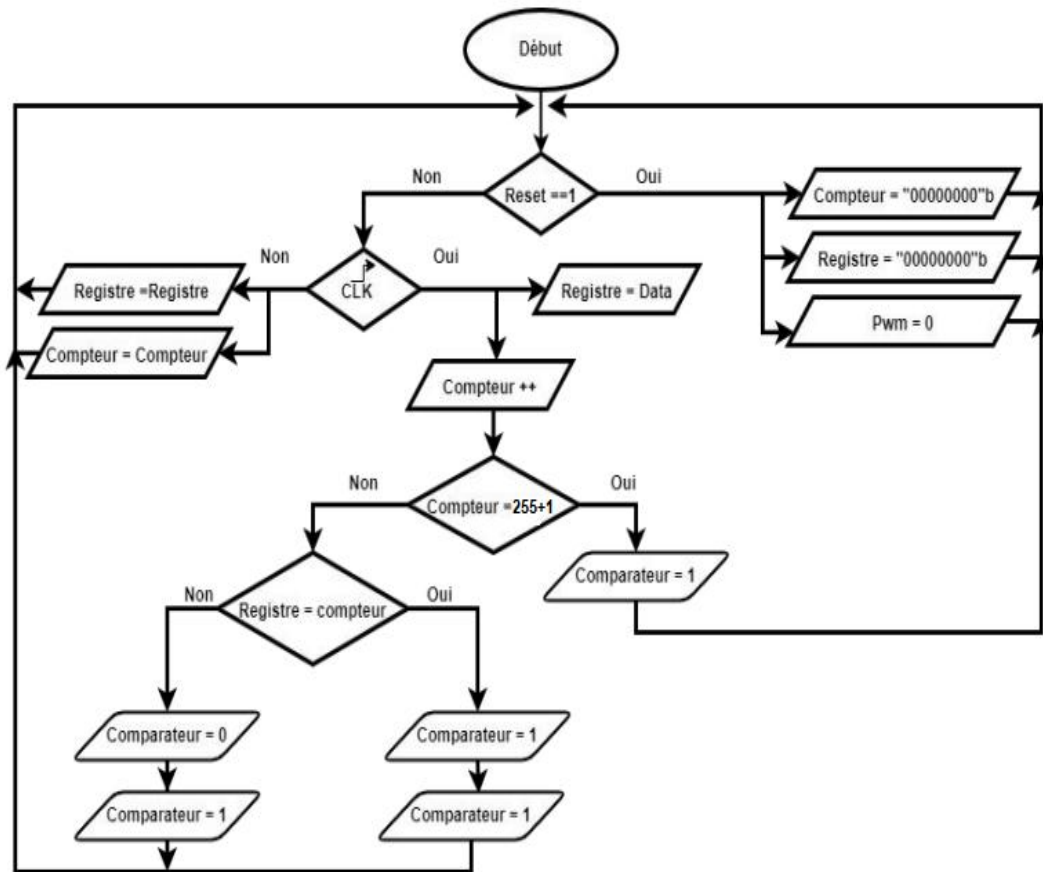 Début
Non
Oui
Reset ==1
Compteur = "00000000"b
Non
Oui
CLK
Registre = "00000000"b
Registre =Registre
Registre = Data
Pwm = 0
Compteur = Compteur
Compteur ++
Non
Oui
Compteur =255+1
Comparateur = 1
Non
Oui
Registre = compteur
Comparateur = 0
Comparateur = 1
Comparateur = 1
Comparateur = 1